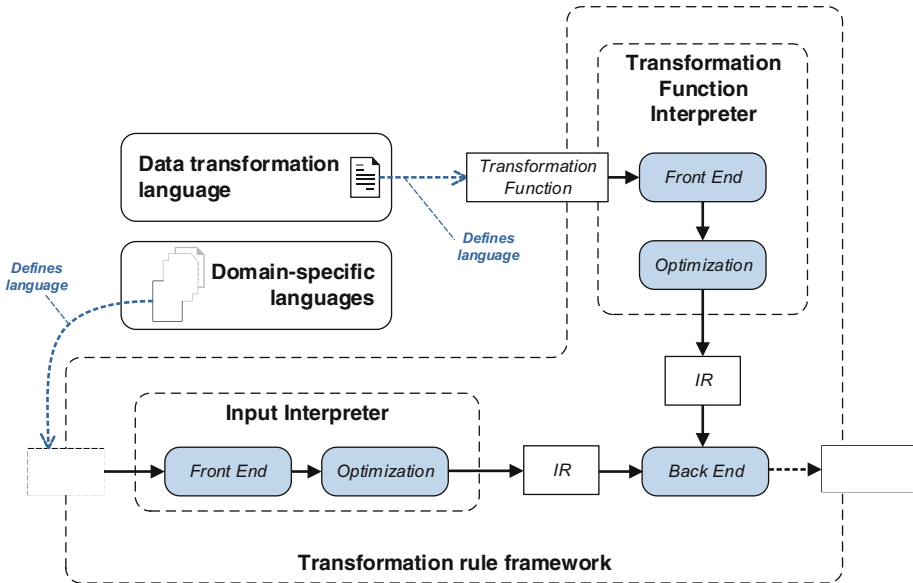 Transformation
Function
Interpreter
Data transformation
language
Transformation
Function
Front End
Defines
language
Defines
language
Domain-specific
languages
Optimization
IR
Input Interpreter
Front End
Optimization
IR
Back End
Transformation rule framework